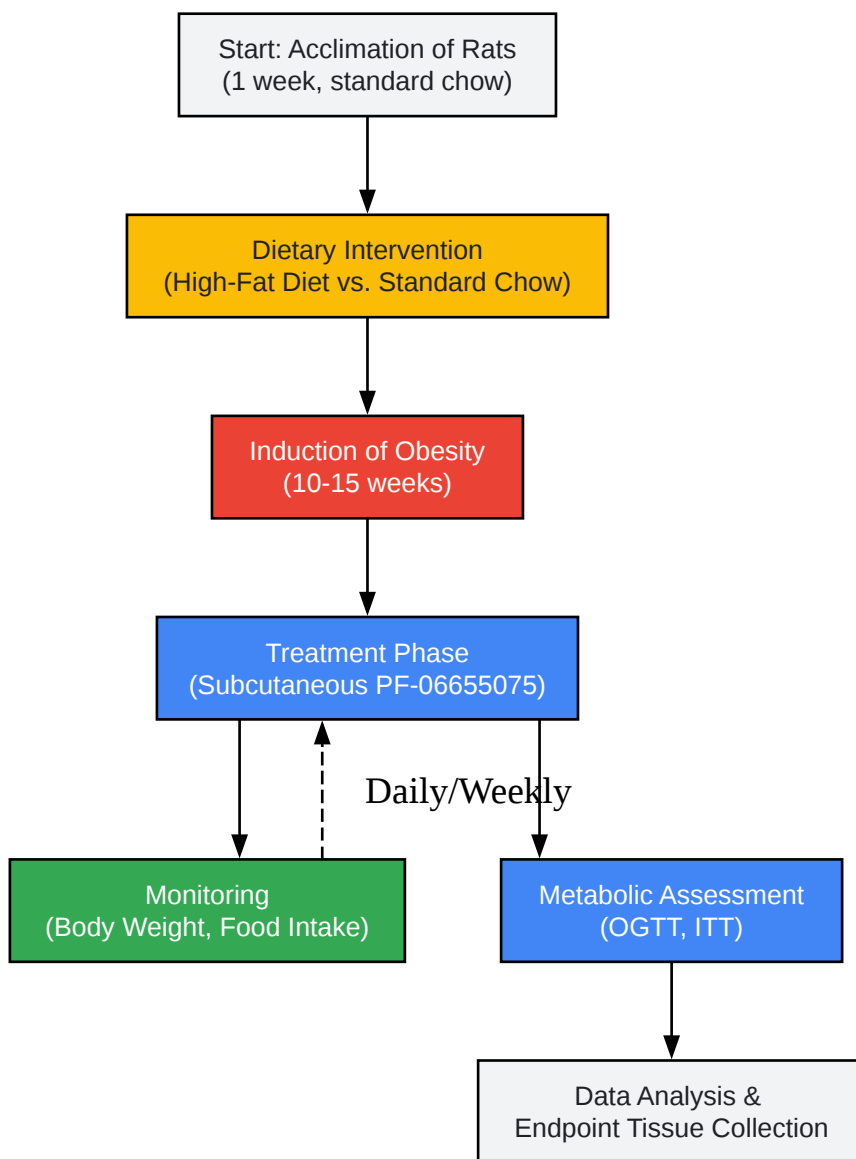 Start: Acclimation of Rats
(1 week, standard chow)
Dietary Intervention
(High-Fat Diet vs. Standard Chow)
Induction of Obesity
(10-15 weeks)
Treatment Phase
(Subcutaneous PF-06655075)
Daily/Weekly
Monitoring
(Body Weight, Food Intake)
Metabolic Assessment
(OGTT, ITT)
Data Analysis &
Endpoint Tissue Collection